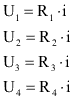 U₁ = R₁ · i
U₂ = R₂ · i
U₃ = R₃ · i
U₄ = R₄ · i